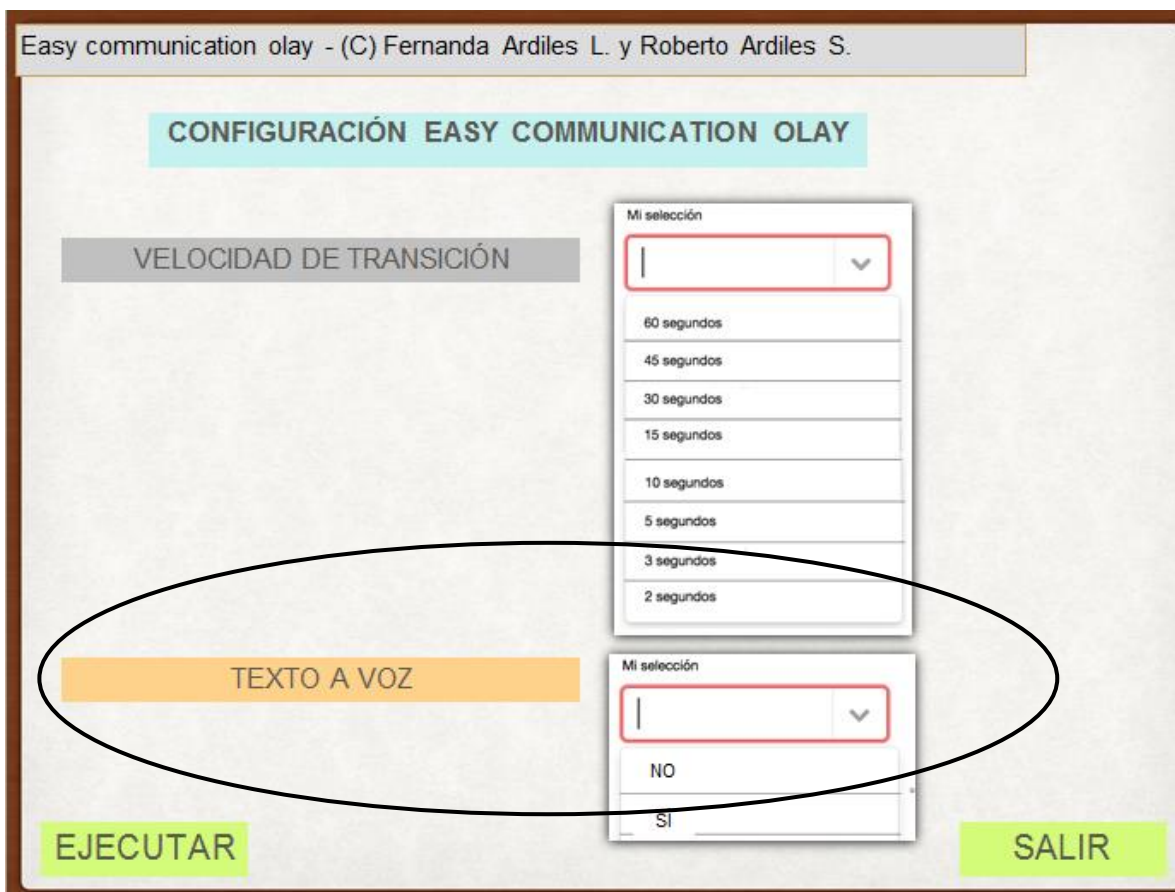 Easy communication olay - (C) Fernanda Ardiles L. y Roberto Ardiles S.
CONFIGURACIÓN EASY COMMUNICATION OLAY
VELOCIDAD DE TRANSICIÓN
Mi selección
60 segundos
45 segundos
30 segundos
15 segundos
10 segundos
5 segundos
3 segundos
2 segundos
TEXTO A VOZ
Mi selección
NO
SI
EJECUTAR
SALIR